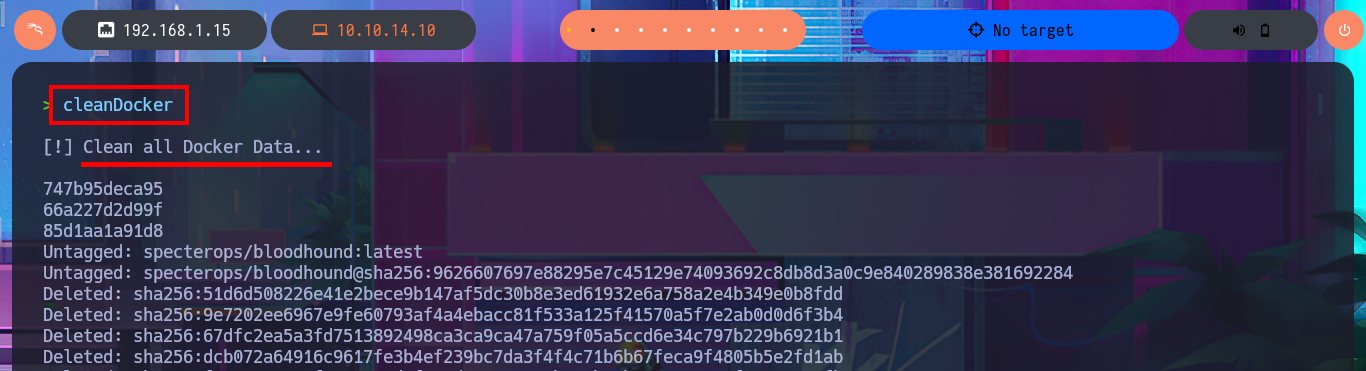 192.168.1.15 10.10.14.10 No target
> cleanDocker
[!] Clean all Docker Data...
747b95deca95
66a227d2d99f
85d1aa1a91d8
Untagged: specterops/bloodhound:latest
Untagged: specterops/bloodhound@sha256:9626607697e88295e7c45129e74093692c8db8d3a0c9e840289838e381692284
Deleted: sha256:51d6d508226e41e2bece9b147af5dc30b8e3ed61932e6a758a2e4b349e0b8fdd
Deleted: sha256:9e7202ee6967e9fe60793af4a4ebacc81f533a125f41570a5f7e2ab0d0d6f3b4
Deleted: sha256:67dfc2ea5a3fd7513892498ca3ca9ca47a759f05a5ccd6e34c797b229b6921b1
Deleted: sha256:dcb072a64916c9617fe3b4ef239bc7da3f4f4c71b6b67feca9f4805b5e2fd1ab